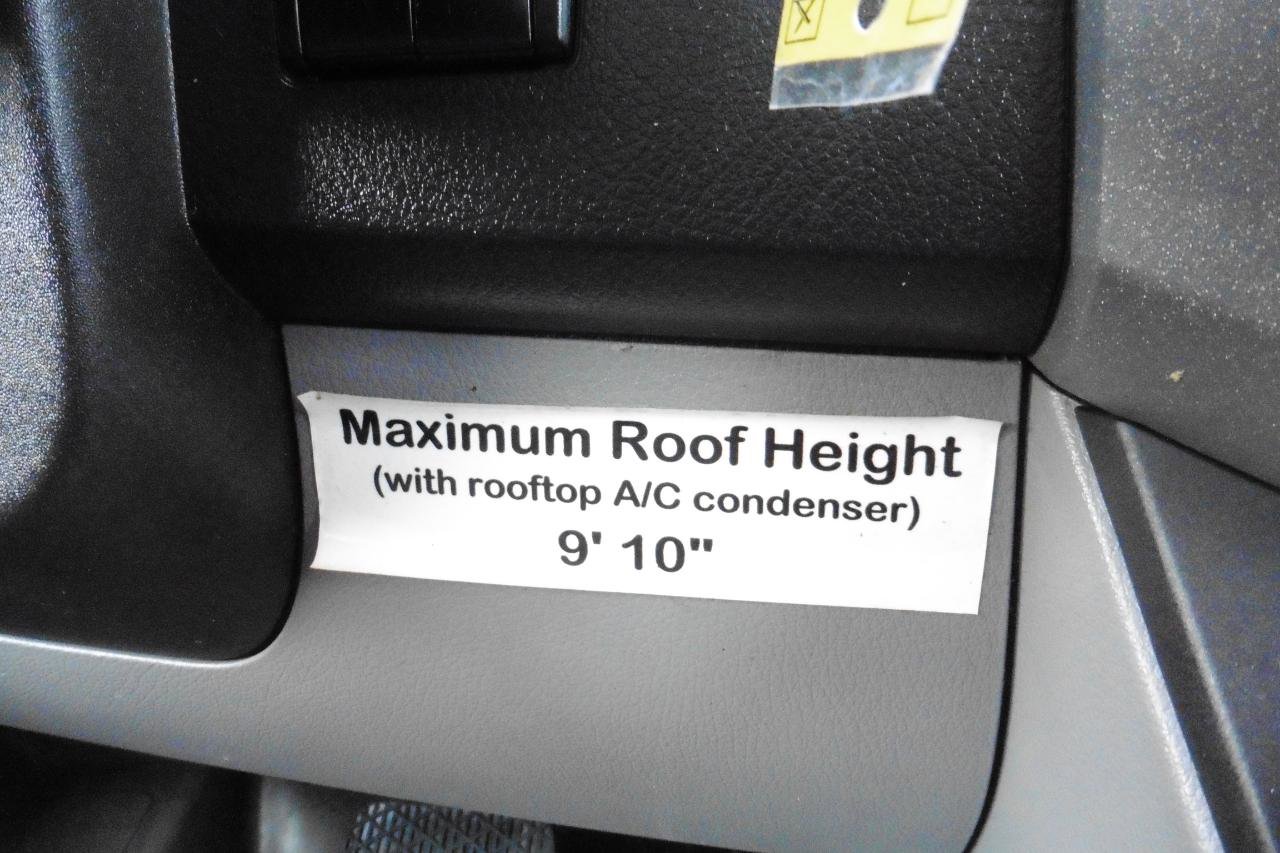 Maximum Roof Height
(with rooftop A/C condenser)
9' 10"